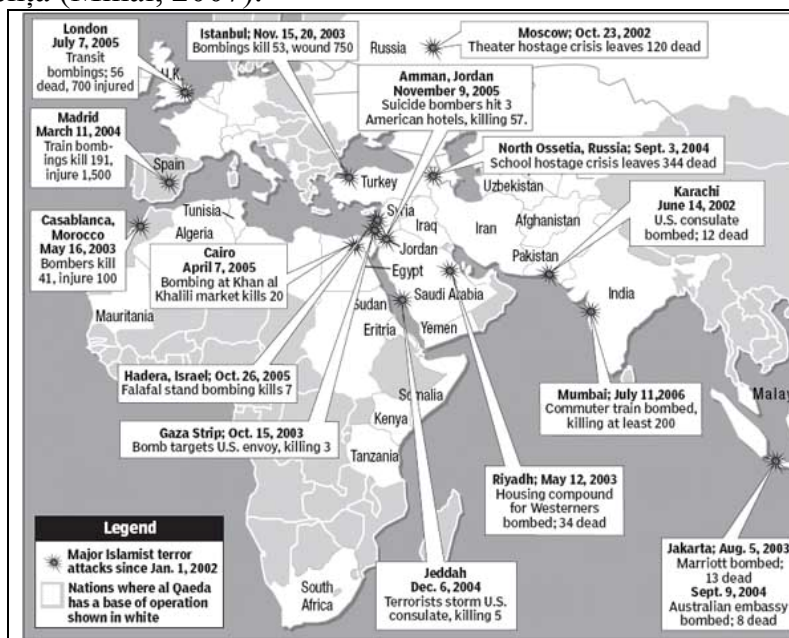 ență (Mihai, 2007).
London
July 7, 2005
Transit
bombings; 56
dead, 700 injured
U.K.
Istanbul; Nov. 15, 20, 2003
Bombings kill 53, wound 750
Russia
Moscow; Oct. 23, 2002
Theater hostage crisis leaves 120 dead
Amman, Jordan
November 9, 2005
Suicide bombers hit 3
American hotels, killing 57.
Madrid
March 11, 2004
Train bomb-
ings kill 191,
injure 1,500
Spain
North Ossetia, Russia; Sept. 3, 2004
School hostage crisis leaves 344 dead
Turkey
Uzbekistan
Karachi
June 14, 2002
U.S. consulate
bombed; 12 dead
Tunisia
Syria
Iraq
Iran
Afghanistan
Casablanca,
Morocco
May 16, 2003
Bombers kill
41, injure 100
Algeria
Jordan
Pakistan
Cairo
April 7, 2005
Bombing at Khan al
Khalili market kills 20
Egypt
India
Mauritania
Sudan
Saudi Arabia
Eritria
Yemen
Hadera, Israel; Oct. 26, 2005
Falafal stand bombing kills 7
Somalia
Mumbai; July 11,2006
Commuter train bombed,
killing at least 200
Malay
Kenya
Gaza Strip; Oct. 15, 2003
Bomb targets U.S. envoy, killing 3
Tanzania
Riyadh; May 12, 2003
Housing compound
for Westerners
bombed; 34 dead
Legend
Major Islamist terror
attacks since Jan. 1, 2002
Nations where al Qaeda
has a base of operation
shown in white
South
Africa
Jeddah
Dec. 6, 2004
Terrorists storm U.S.
consulate, killing 5
Jakarta; Aug. 5, 2003
Marriott bombed;
13 dead
Sept. 9, 2004
Australian embassy
bombed; 8 dead